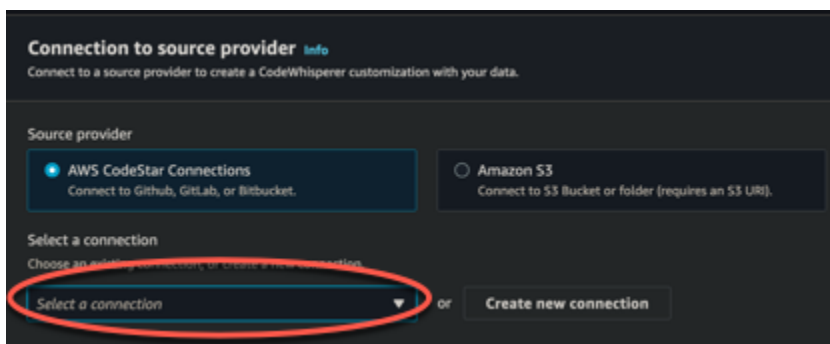 Connection to source provider Info
Connect to a source provider to create a CodeWhisperer customization with your data.
Source provider
AWS CodeStar Connections
Connect to Github, GitLab, or Bitbucket.
Amazon S3
Connect to S3 Bucket or folder (requires an S3 URI).
Select a connection
Choose an existing connection, or create a new connection.
Select a connection or Create new connection